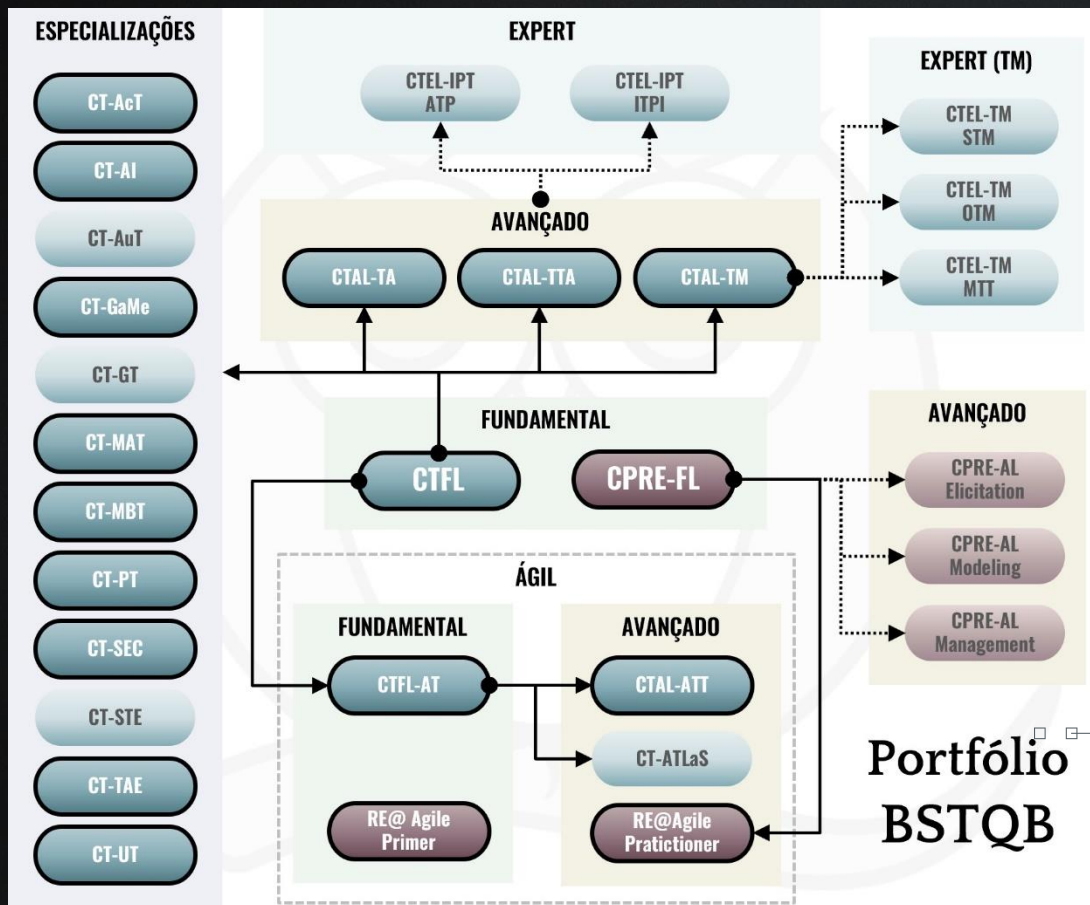 ESPECIALIZAÇÕES
CT-AcT
CT-AI
CT-AuT
CT-GaMe
CT-GT
CT-MAT
CT-MBT
CT-PT
CT-SEC
CT-STE
CT-TAE
CT-UT
EXPERT
CTEL-IPT
ATP
CTEL-IPT
ITPI
EXPERT (TM)
CTEL-TM
STM
CTEL-TM
OTM
CTEL-TM
MTT
AVANÇADO
CTAL-TA
CTAL-TTA
CTAL-TM
FUNDAMENTAL
CTFL
CPRE-FL
AVANÇADO
CPRE-AL
Elicitation
CPRE-AL
Modeling
CPRE-AL
Management
ÁGIL
FUNDAMENTAL
CTFL-AT
RE@ Agile
Primer
AVANÇADO
CTAL-ATT
CT-ATLaS
RE@Agile
Pratictioner
Portfólio
BSTQB